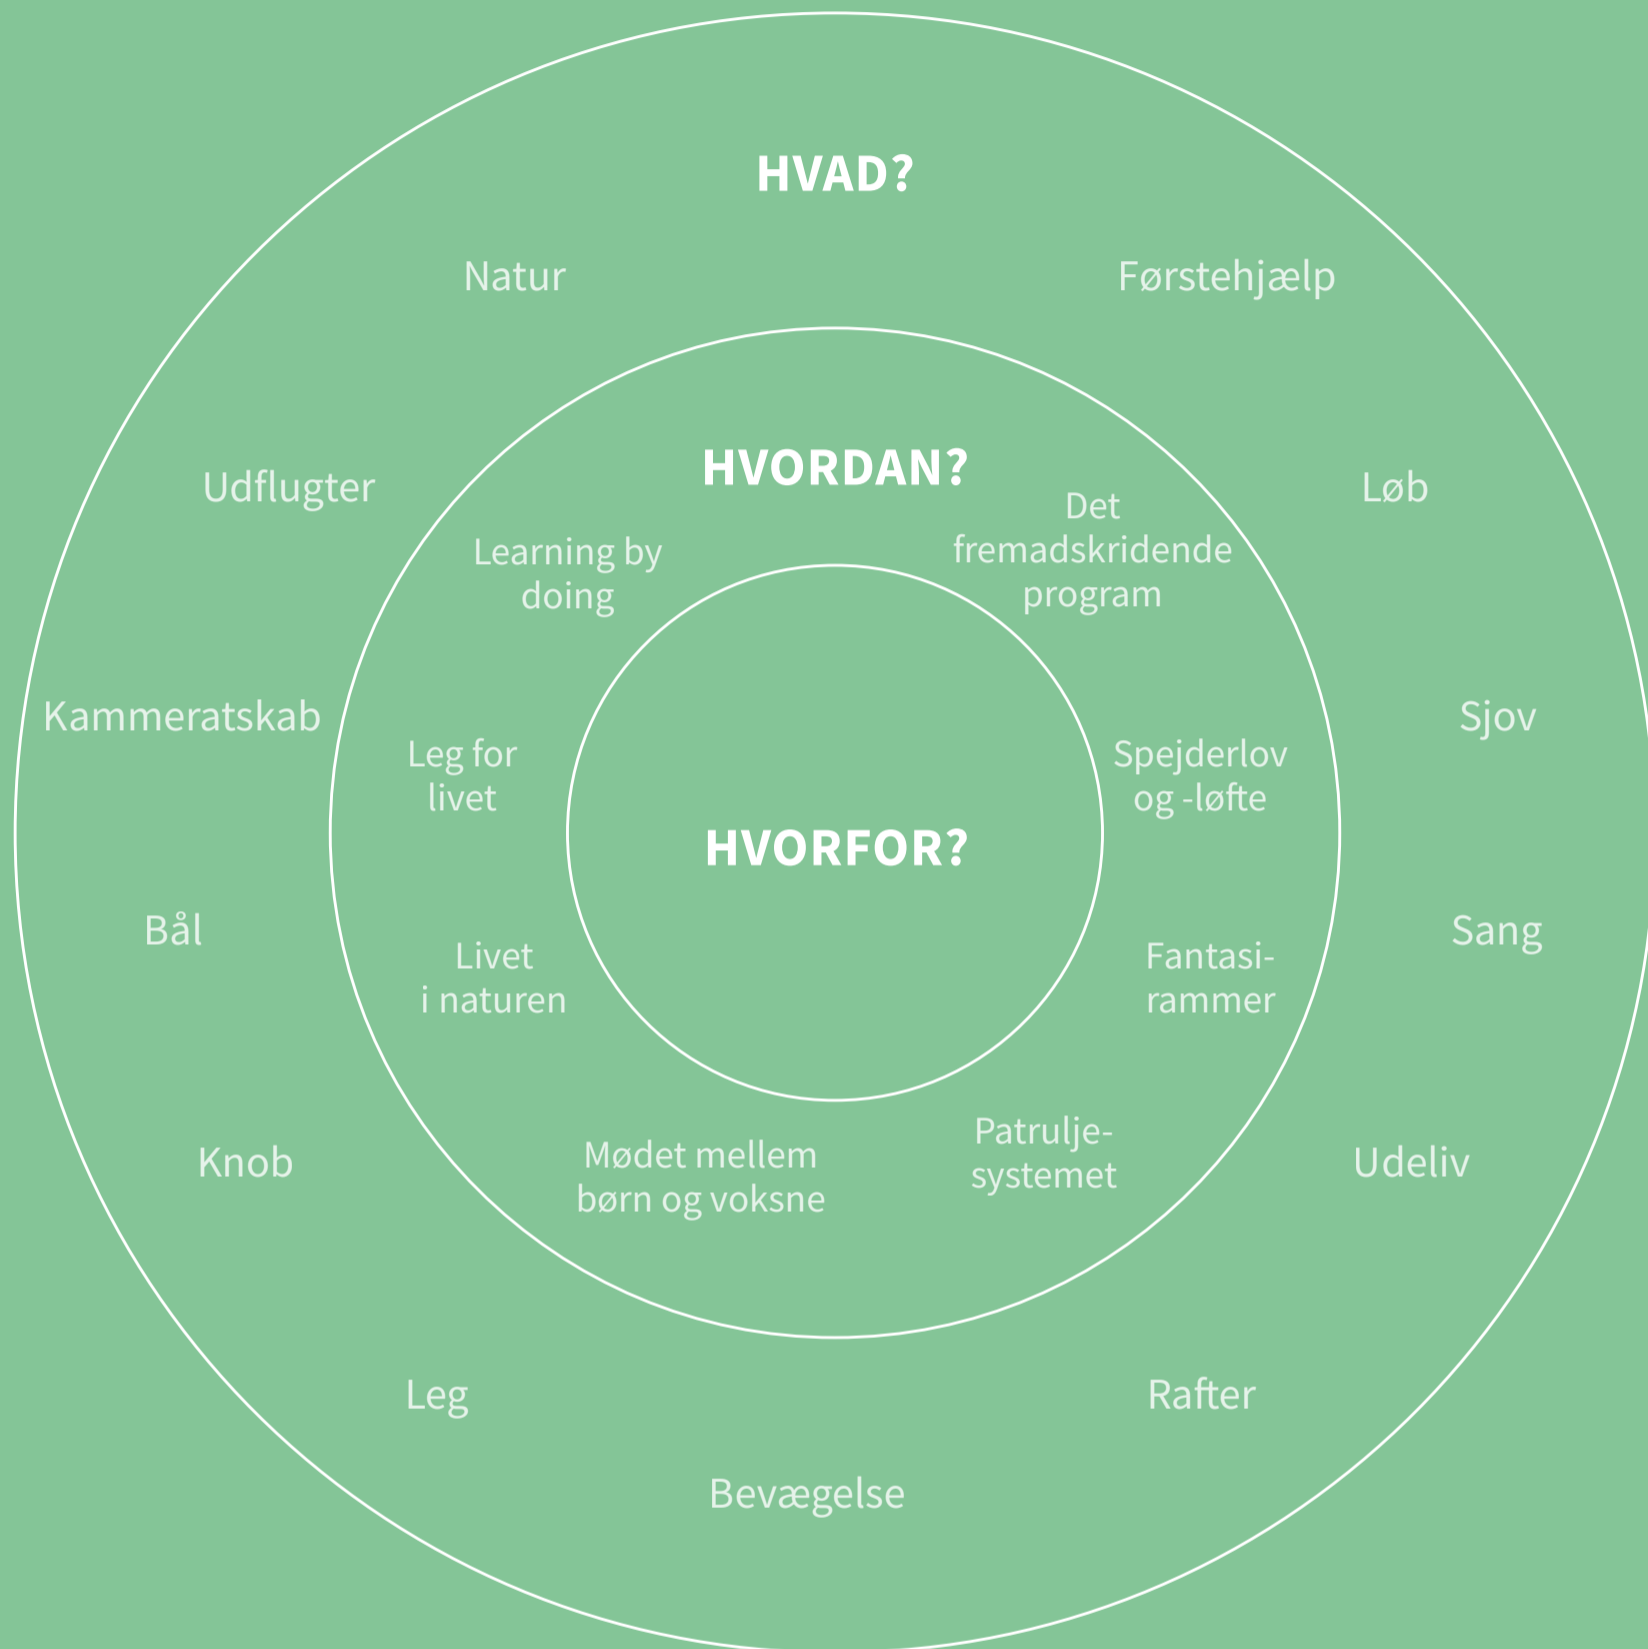 HVAD?
Natur
Førstehjælp
Udflugter
Løb
Kammeratskab
Sjov
Bål
Sang
Knob
Udeliv
Leg
Rafter
Bevægelse
HVORDAN?
Learning by
doing
Det
fremadskridende
program
Leg for
livet
Spejderlov
og -løfte
Livet
i naturen
Fantasi-
rammer
Mødet mellem
børn og voksne
Patrulje-
systemet
HVORFOR?